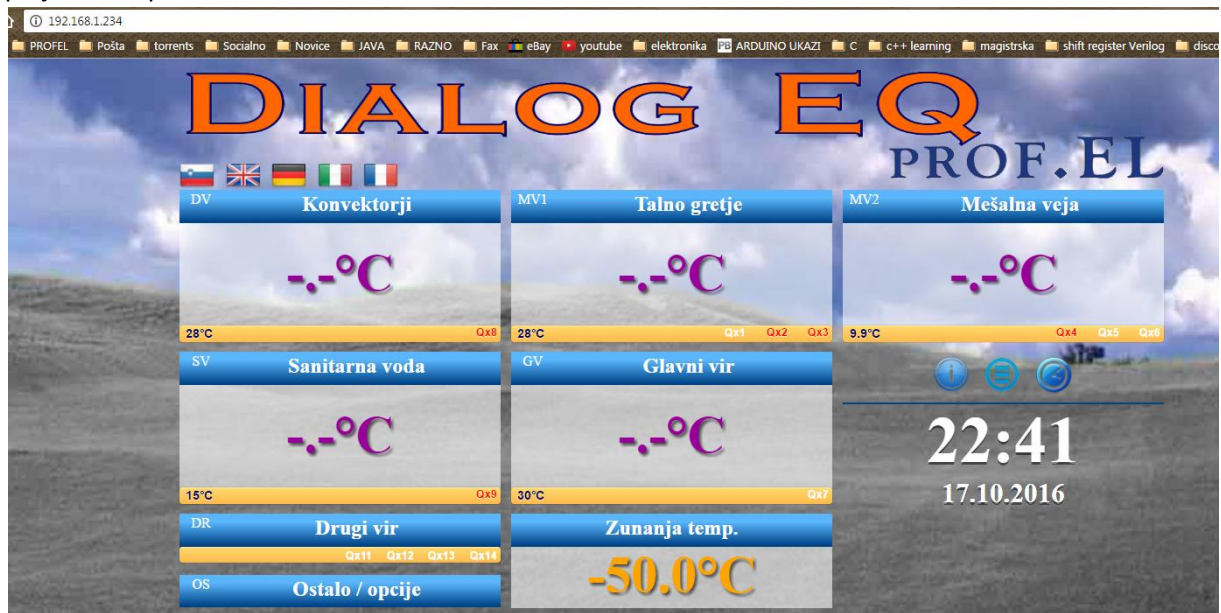 192.168.1.234
PROFEL Pošta torrents Socialno Novice JAVA RAZNO Fax eBay youtube elektronika PB ARDUINO UKAZI C c++ learning magistrska shift register Verilog
DIALOG EQ
PROF.EL
DV Konvektorji
-.-°C
28°C Qx8
MV1 Talno gretje
-.-°C
28°C Qx1 Qx2 Qx3
MV2 Mešalna veja
-.-°C
9.9°C Qx4 Qx5 Qx6
SV Sanitarna voda
-.-°C
15°C Qx9
GV Glavni vir
-.-°C
30°C Qx7
22:41
17.10.2016
DR Drugi vir
Qx11 Qx12 Qx13 Qx14
Zunanja temp.
-50.0°C
OS Ostalo / opcije